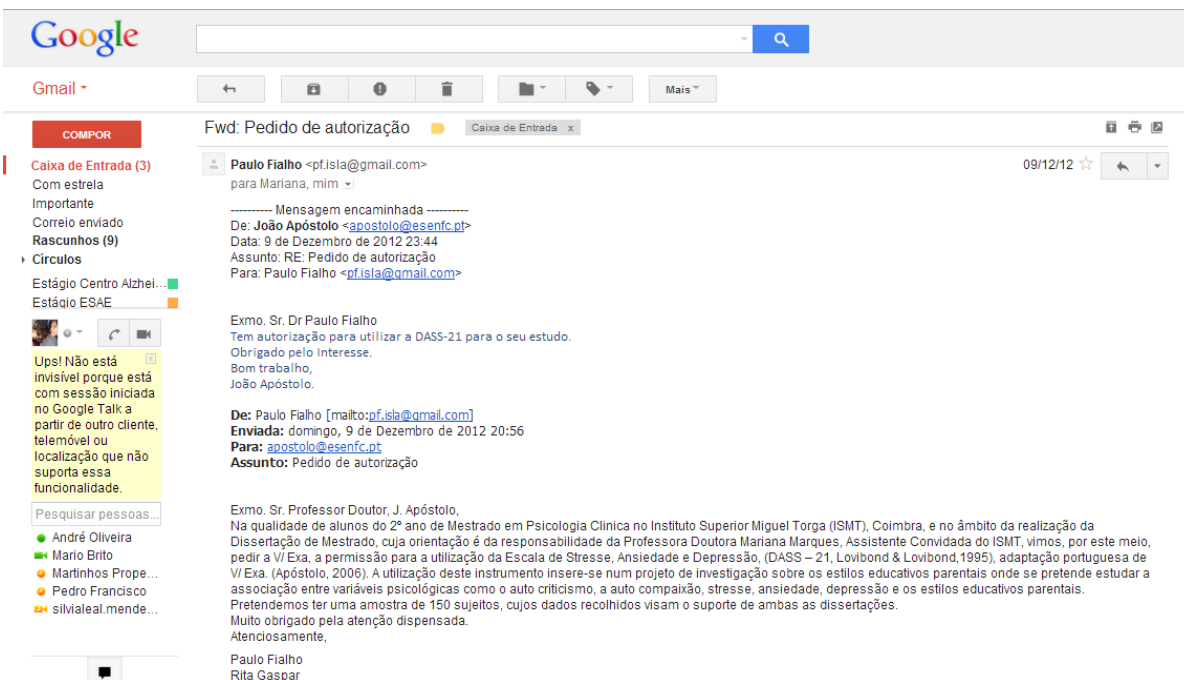 Google
Gmail
Mais
COMPOR
Fwd: Pedido de autorização
Caixa de Entrada x
Caixa de Entrada (3)
Com estrela
Importante
Correio enviado
Rascunhos (9)
Círculos
Estágio Centro Alzhei...
Estágio ESAE
Ups! Não está
invisível porque está
com sessão iniciada
no Google Talk a
partir de outro cliente,
telemóvel ou
localização que não
suporta essa
funcionalidade.
Pesquisar pessoas...
André Oliveira
Mario Brito
Martinhos Prope...
Pedro Francisco
silvialeal.mende...
Paulo Fialho <pf.isla@gmail.com>
09/12/12
para Mariana, mim
---------- Mensagem encaminhada ----------
De: João Apóstolo <apostolo@esenfc.pt>
Data: 9 de Dezembro de 2012 23:44
Assunto: RE: Pedido de autorização
Para: Paulo Fialho <pf.isla@gmail.com>
Exmo. Sr. Dr Paulo Fialho
Tem autorização para utilizar a DASS-21 para o seu estudo.
Obrigado pelo Interesse.
Bom trabalho,
João Apóstolo.
De: Paulo Fialho [mailto:pf.isla@gmail.com]
Enviada: domingo, 9 de Dezembro de 2012 20:56
Para: apostolo@esenfc.pt
Assunto: Pedido de autorização
Exmo. Sr. Professor Doutor, J. Apóstolo,
Na qualidade de alunos do 2º ano de Mestrado em Psicologia Clinica no Instituto Superior Miguel Torga (ISMT), Coimbra, e no âmbito da realização da
Dissertação de Mestrado, cuja orientação é da responsabilidade da Professora Doutora Mariana Marques, Assistente Convidada do ISMT, vimos, por este meio,
pedir a V/ Exa, a permissão para a utilização da Escala de Stresse, Ansiedade e Depressão, (DASS – 21, Lovibond & Lovibond,1995), adaptação portuguesa de
V/ Exa. (Apóstolo, 2006). A utilização deste instrumento insere-se num projeto de investigação sobre os estilos educativos parentais onde se pretende estudar a
associação entre variáveis psicológicas como o auto criticismo, a auto compaixão, stresse, ansiedade, depressão e os estilos educativos parentais.
Pretendemos ter uma amostra de 150 sujeitos, cujos dados recolhidos visam o suporte de ambas as dissertações.
Muito obrigado pela atenção dispensada.
Atenciosamente,
Paulo Fialho
Rita Gaspar